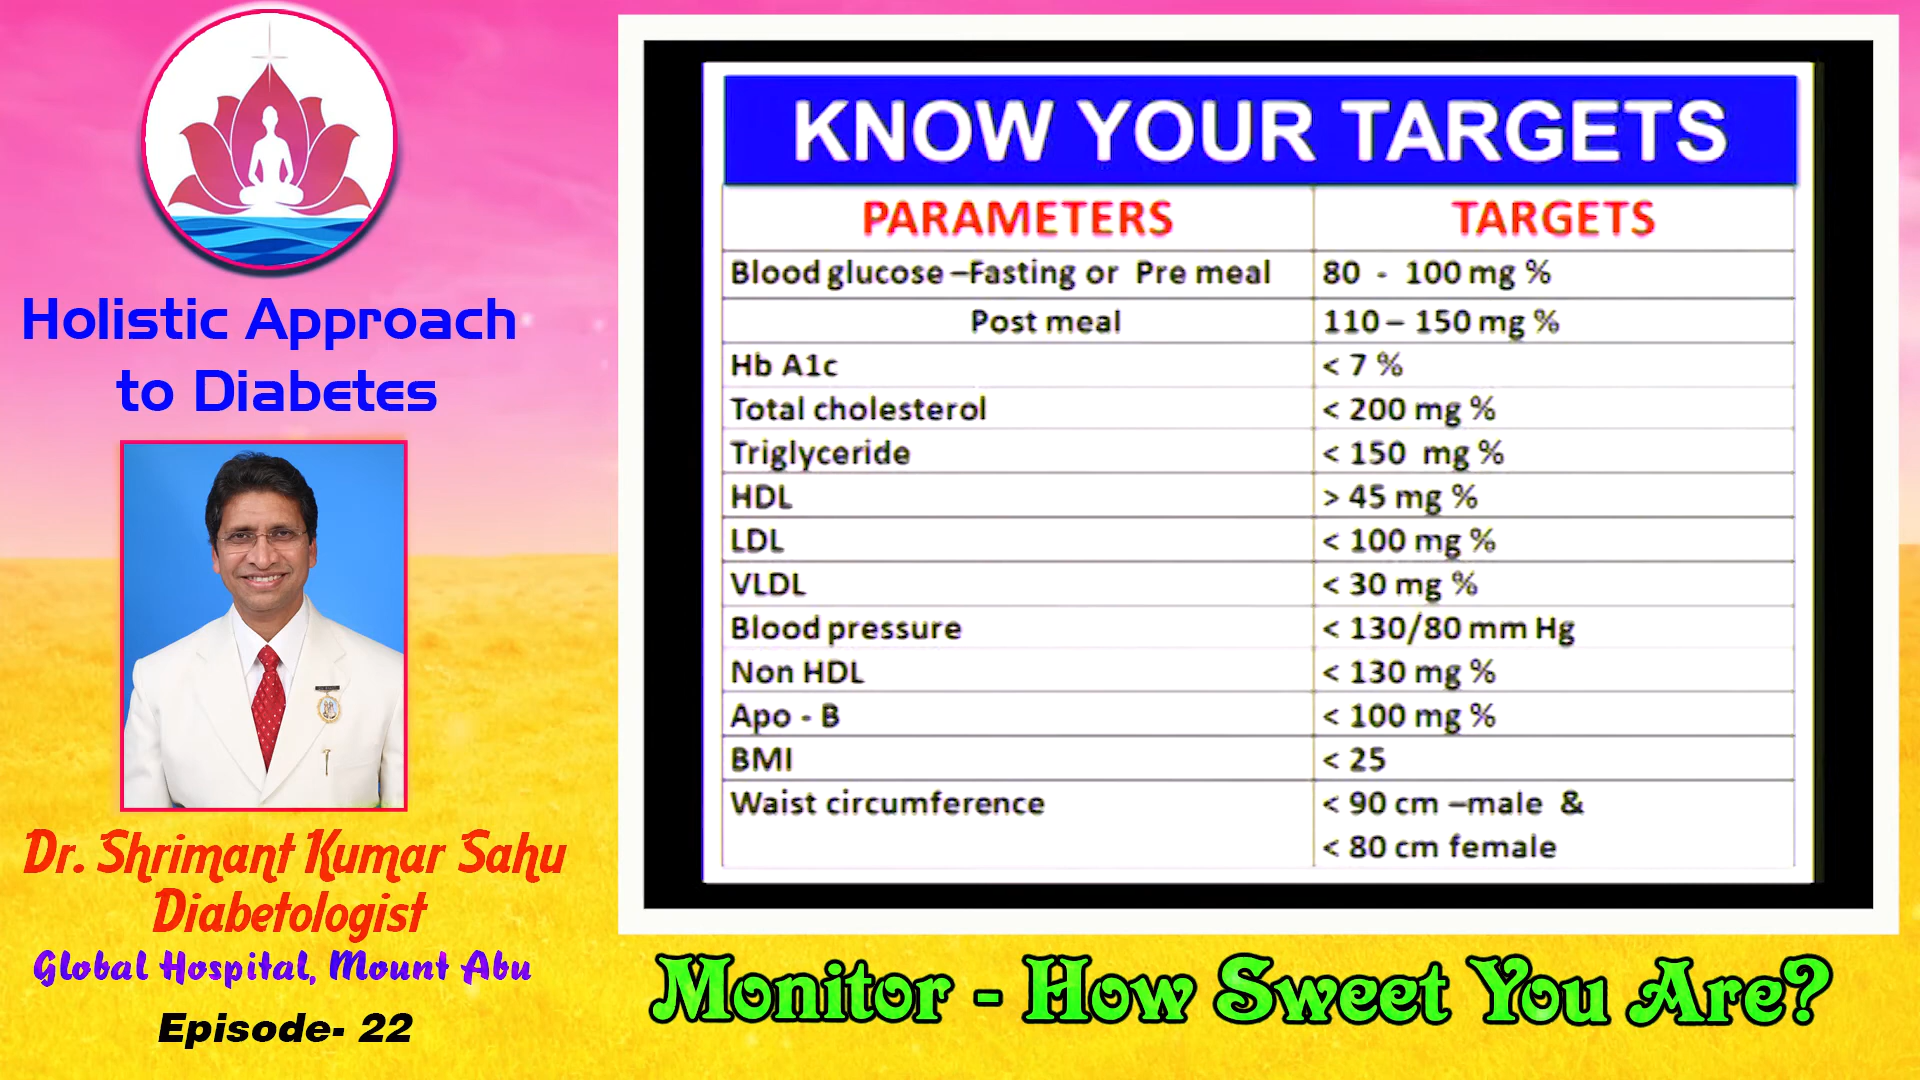 Holistic Approach
to Diabetes
Dr. Shrimant Kumar Sahu
Diabetologist
Global Hospital, Mount Abu
Episode- 22
KNOW YOUR TARGETS
PARAMETERS TARGETS
Blood glucose –Fasting or Pre meal 80 - 100 mg %
Post meal 110 – 150 mg %
Hb A1c < 7 %
Total cholesterol < 200 mg %
Triglyceride < 150 mg %
HDL > 45 mg %
LDL < 100 mg %
VLDL < 30 mg %
Blood pressure < 130/80 mm Hg
Non HDL < 130 mg %
Apo - B < 100 mg %
BMI < 25
Waist circumference < 90 cm –male &
< 80 cm female
Monitor - How Sweet You Are?